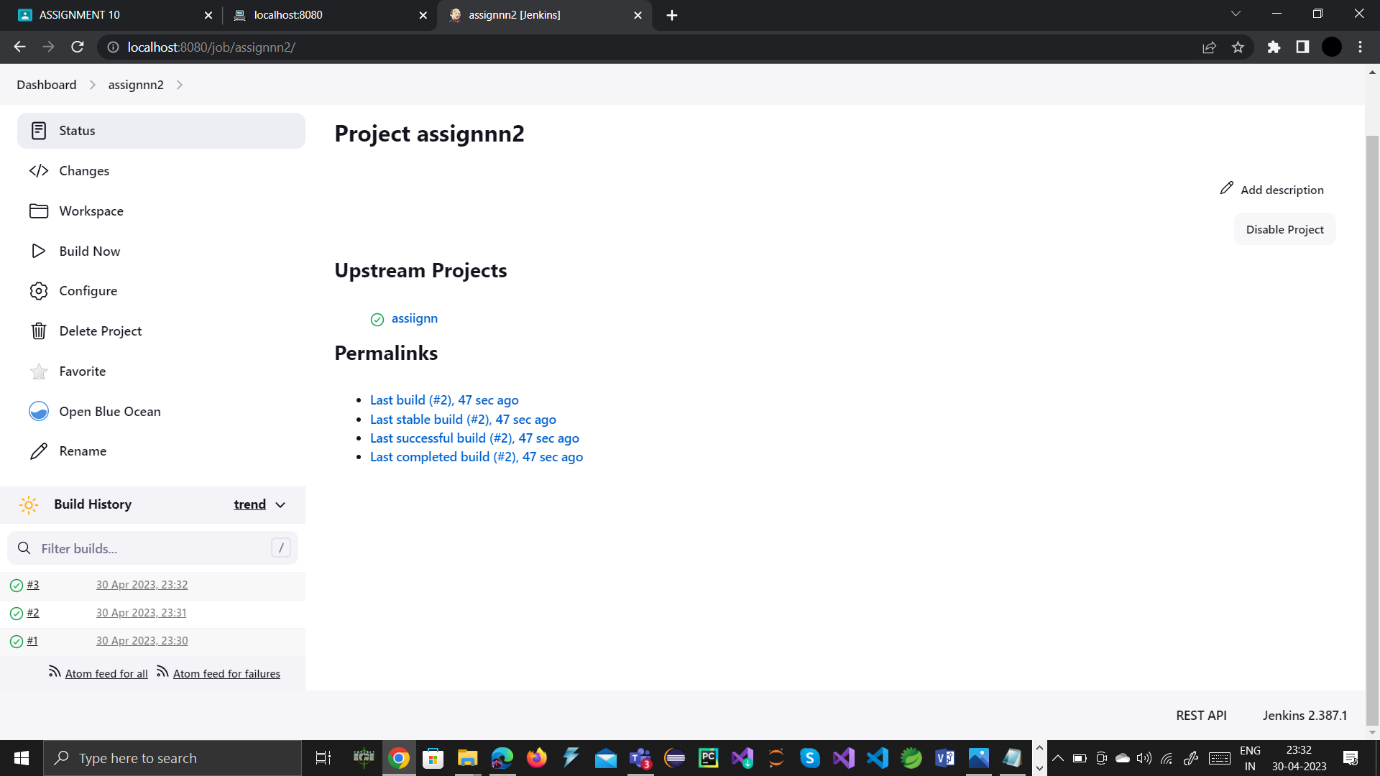 ASSIGNMENT 10
localhost:8080
assignnn2 [Jenkins]
localhost:8080/job/assignnn2/
Dashboard
assignnn2
Status
Changes
Workspace
Build Now
Configure
Delete Project
Favorite
Open Blue Ocean
Rename
Build History
trend
Filter builds...
/
#3 30 Apr 2023, 23:32
#2 30 Apr 2023, 23:31
#1 30 Apr 2023, 23:30
Atom feed for all
Atom feed for failures
Project assignnn2
Add description
Disable Project
Upstream Projects
assiignn
Permalinks
Last build (#2), 47 sec ago
Last stable build (#2), 47 sec ago
Last successful build (#2), 47 sec ago
Last completed build (#2), 47 sec ago
REST API
Jenkins 2.387.1
Type here to search
ENG
IN
23:32
30-04-2023